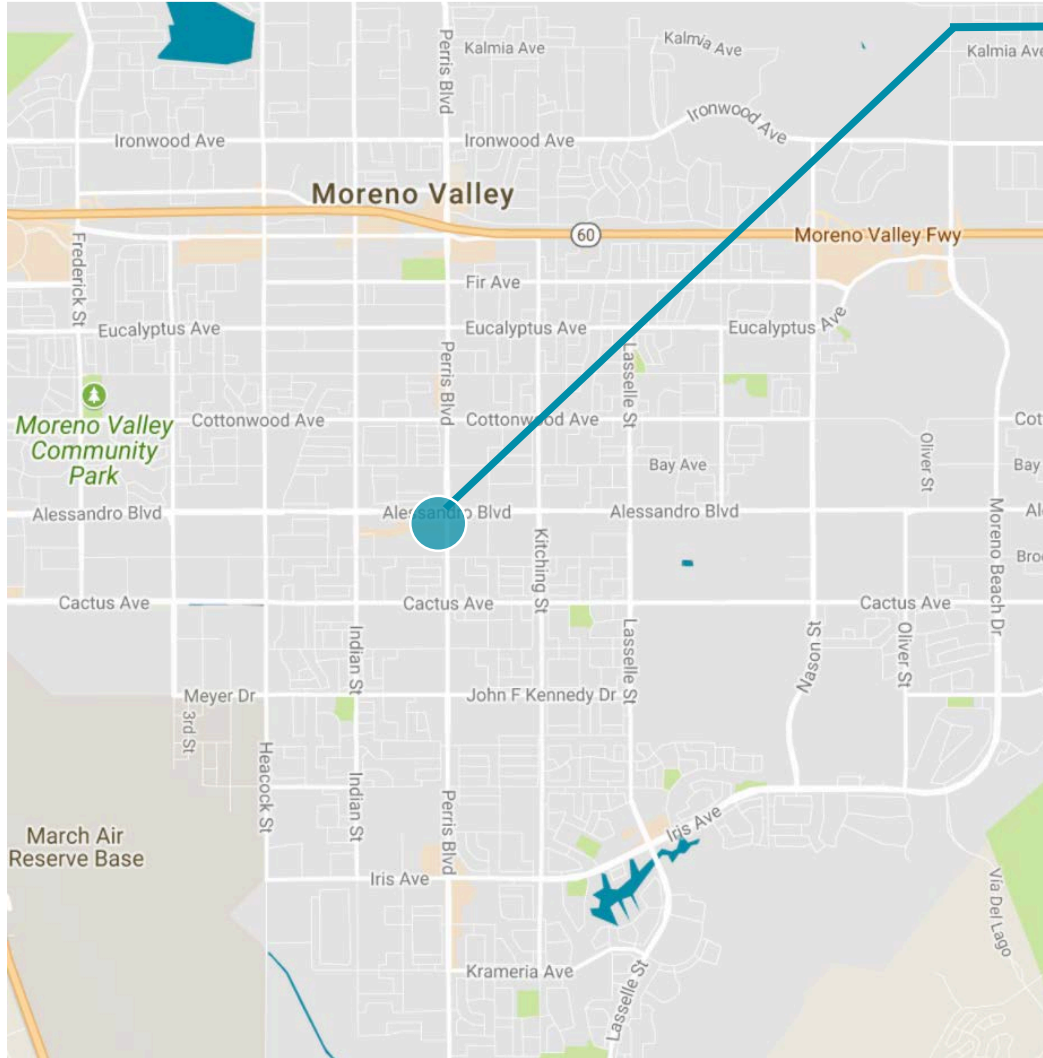 Perris Blvd
Kalmia Ave
Kalmia Ave
Kalmia Ave
Ironwood Ave
Ironwood Ave
Ironwood Ave
Moreno Valley
60
Moreno Valley Fwy
Frederick St
Fir Ave
Eucalyptus Ave
Eucalyptus Ave
Eucalyptus Ave
Perris Blvd
Lasselle St
Moreno Valley
Community
Park
Cottonwood Ave
Cottonwood Ave
Cot
Oliver St
Bay Ave
Bay
Alessandro Blvd
Alessandro Blvd
Alessandro Blvd
Al
Moreno Beach Dr
Kitching St
Broo
Cactus Ave
Cactus Ave
Cactus Ave
Indian St
Lasselle St
Nason St
Oliver St
Meyer Dr
John F Kennedy Dr
3rd St
Heacock St
Indian St
Perris Blvd
Iris Ave
March Air
Reserve Base
Iris Ave
Via Del Lago
Krameria Ave
Lasselle St